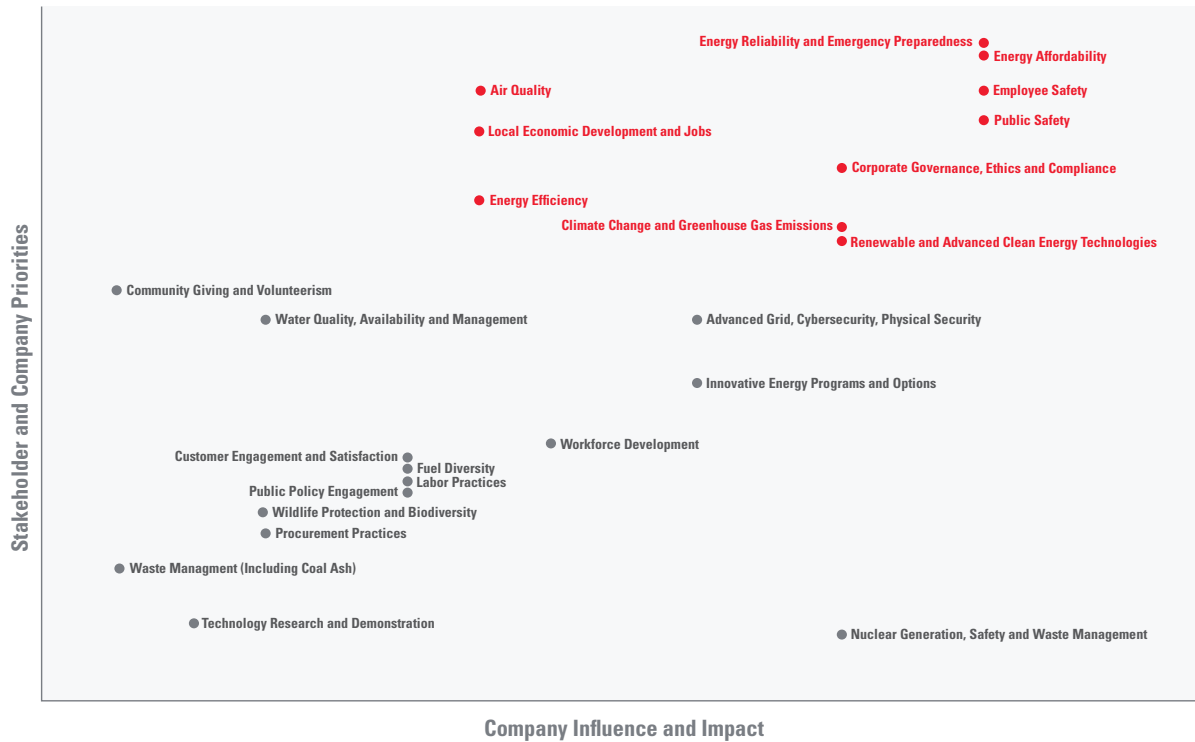 Energy Reliability and Emergency Preparedness
Energy Affordability
Air Quality
Employee Safety
Public Safety
Local Economic Development and Jobs
Corporate Governance, Ethics and Compliance
Energy Efficiency
Climate Change and Greenhouse Gas Emissions
Renewable and Advanced Clean Energy Technologies
Community Giving and Volunteerism
Water Quality, Availability and Management
Advanced Grid, Cybersecurity, Physical Security
Innovative Energy Programs and Options
Workforce Development
Customer Engagement and Satisfaction
Fuel Diversity
Labor Practices
Public Policy Engagement
Wildlife Protection and Biodiversity
Procurement Practices
Waste Managment (Including Coal Ash)
Technology Research and Demonstration
Nuclear Generation, Safety and Waste Management
Stakeholder and Company Priorities
Company Influence and Impact